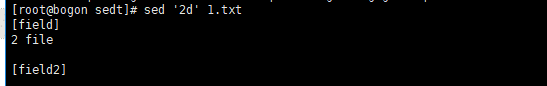 [root@bogon sedt]# sed '2d' 1.txt
[field]
2 file
[field2]